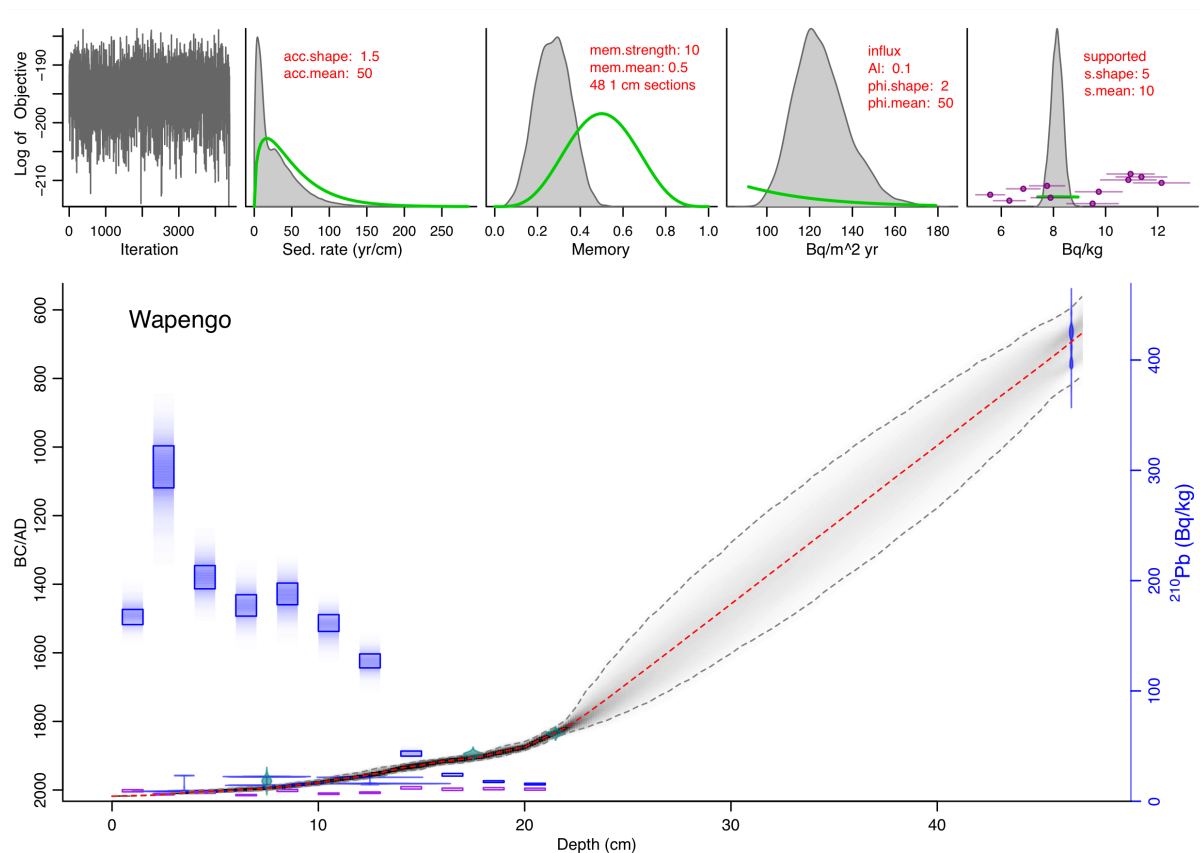 Log of Objective
-210
-200
-190
0 1000 3000
Iteration
acc.shape: 1.5
acc.mean: 50
0 50 100 150 200 250
Sed. rate (yr/cm)
mem.strength: 10
mem.mean: 0.5
48 1 cm sections
0.0 0.2 0.4 0.6 0.8 1.0
Memory
influx
Al: 0.1
phi.shape: 2
phi.mean: 50
100 120 140 160 180
Bq/m^2 yr
supported
s.shape: 5
s.mean: 10
6 8 10 12
Bq/kg
Wapengo
BC/AD
600
800
1000
1200
1400
1600
1800
2000
0 10 20 30 40
Depth (cm)
400
300
200
100
0
²¹⁰Pb (Bq/kg)